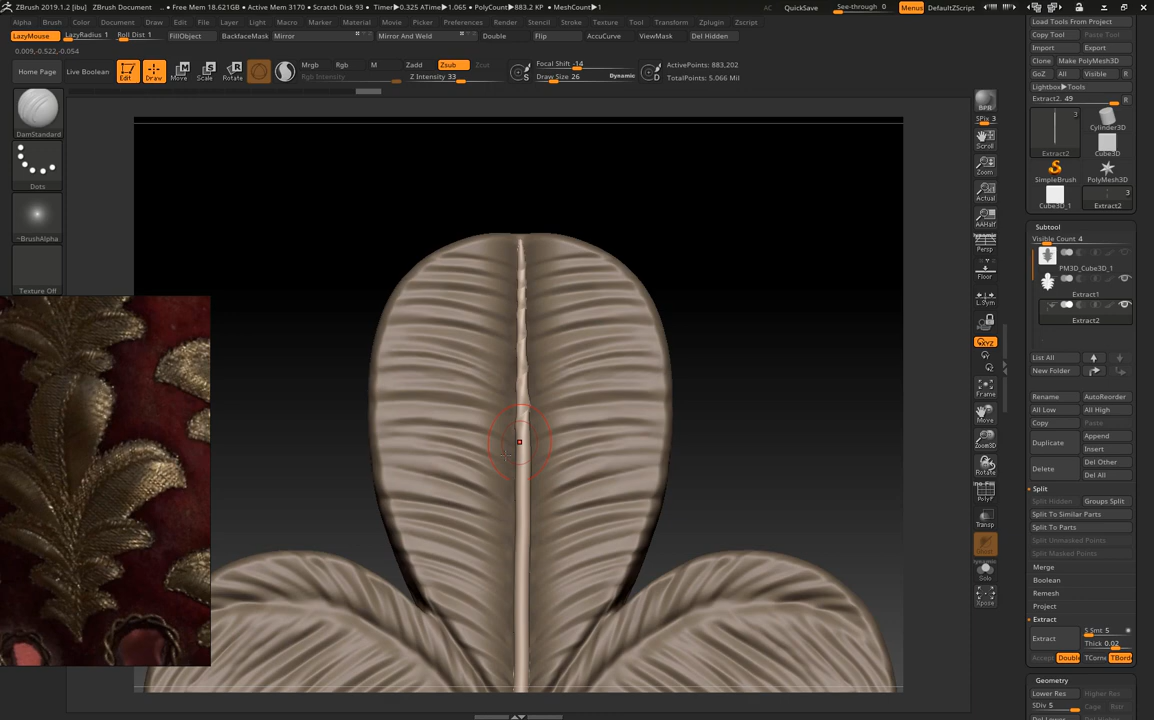 ZBrush 2019.1.2 [ibu]    ZBrush Document    • Free Mem 18.621GB • Active Mem 3170 • Scratch Disk 93 • Timer▶0.325 ATime▶1.065 • PolyCount▶883.2 KP • MeshCount▶1    AC    QuickSave    See-through 0    Menus    DefaultZScript
Alpha    Brush    Color    Document    Draw    Edit    File    Layer    Light    Macro    Marker    Material    Movie    Picker    Preferences    Render    Stencil    Stroke    Texture    Tool    Transform    Zplugin    Zscript
LazyMouse    LazyRadius 1    Roll Dist 1    FillObject    BackfaceMask    Mirror    Mirror And Weld    Double    Flip    AccuCurve    ViewMask    Del Hidden
0.009,-0.522,-0.054
Home Page    Live Boolean    Edit    Draw    Move    Scale    Rotate    Mrgb    Rgb    M    Zadd    Zsub    Zcut    Focal Shift -14    ActivePoints: 883,202
Rgb Intensity    Z Intensity 33    S    Draw Size 26    Dynamic    D    TotalPoints: 5.066 Mil
DamStandard
Dots
~BrushAlpha
Texture Off
BPR
SPix 3
Scroll
Zoom
Actual
AAHalf
Dynamic
Persp
Floor
L.Sym
XYZ
Frame
Move
Zoom3D
Rotate
Line Fill
PolyF
Transp
Ghost
Dynamic
Solo
Xpose
Load Tools From Project
Copy Tool    Paste Tool
Import    Export
Clone    Make PolyMesh3D
GoZ    All    Visible    R
Lightbox▶Tools
Extract2. 49    R
3    Cylinder3D
Extract2    Cube3D
SimpleBrush    PolyMesh3D
3
Cube3D_1    Extract2
Subtool
Visible Count 4
PM3D_Cube3D_1
Extract1
Extract2
List All
New Folder
Rename    AutoReorder
All Low    All High
Copy    Paste
Duplicate    Append
Insert
Delete    Del Other
Del All
Split
Split Hidden    Groups Split
Split To Similar Parts
Split To Parts
Split Unmasked Points
Split Masked Points
Merge
Boolean
Remesh
Project
Extract
Extract    S Smt 5
Thick 0.02
Accept    Double    TCorne    TBorde
Geometry
Lower Res    Higher Res
SDiv 5    Cage    Rstr